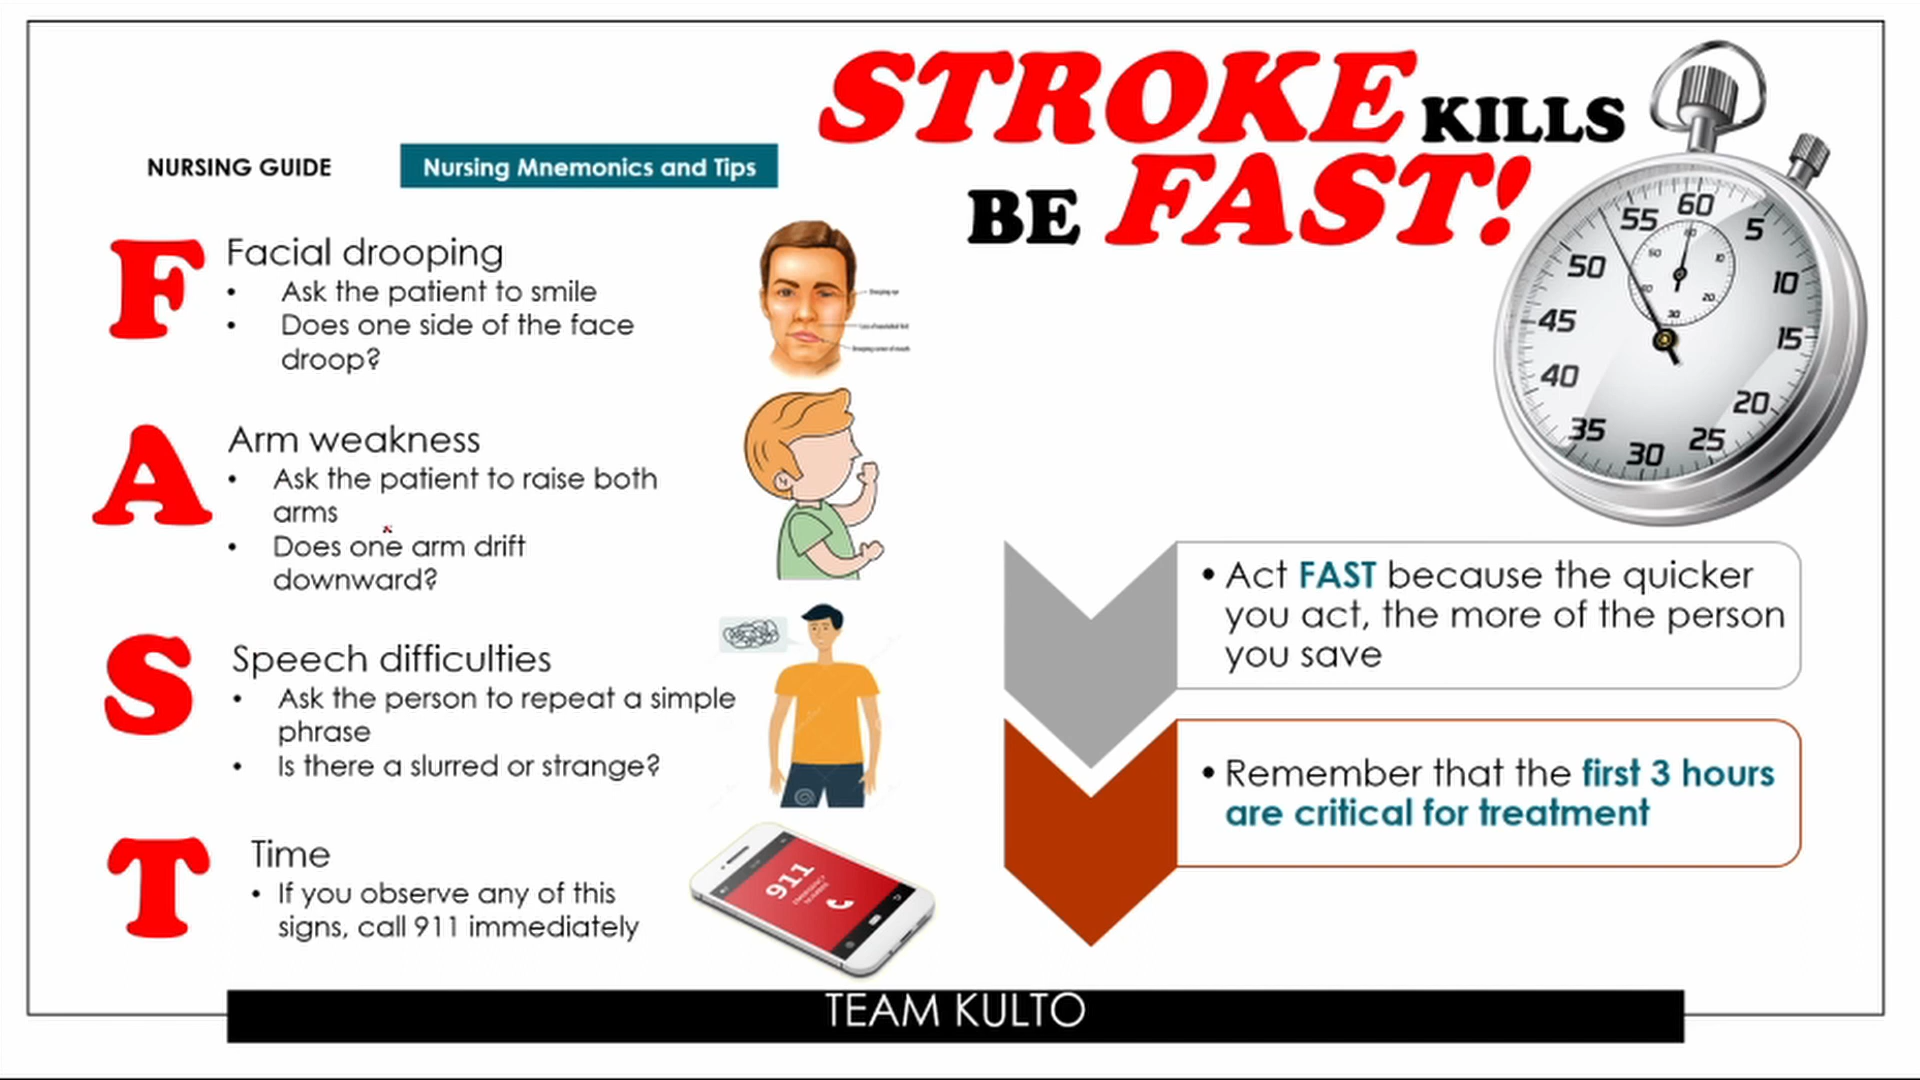 STROKE KILLS
BE FAST!
NURSING GUIDE
Nursing Mnemonics and Tips
F
Facial drooping
• Ask the patient to smile
• Does one side of the face
droop?
A
Arm weakness
• Ask the patient to raise both
arms
• Does one arm drift
downward?
S
Speech difficulties
• Ask the person to repeat a simple
phrase
• Is there a slurred or strange?
T
Time
• If you observe any of this
signs, call 911 immediately
911
60
5
10
15
20
25
30
35
40
45
50
55
• Act FAST because the quicker
you act, the more of the person
you save
• Remember that the first 3 hours
are critical for treatment
TEAM KULTO